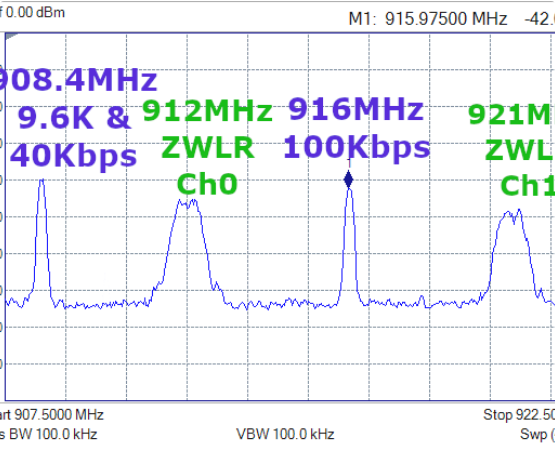 f 0.00 dBm
M1: 915.97500 MHz -42.0
908.4MHz
9.6K &
40Kbps
912MHz
ZWLR
Ch0
916MHz
100Kbps
921M
ZWL
Ch1
art 907.5000 MHz
Stop 922.50
s BW 100.0 kHz
VBW 100.0 kHz
Swp (